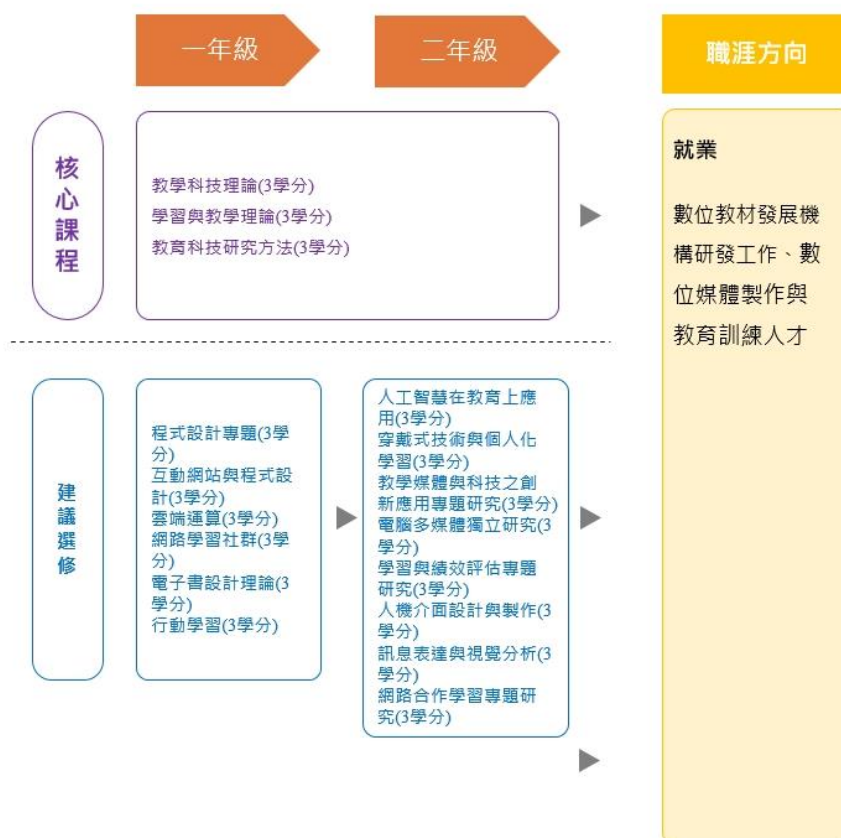 一年級
二年級
職涯方向
核心課程
教學科技理論(3學分)
學習與教學理論(3學分)
教育科技研究方法(3學分)
就業
數位教材發展機
構研發工作、數
位媒體製作與
教育訓練人才
建議選修
程式設計專題(3學
分)
互動網站與程式設
計(3學分)
雲端運算(3學分)
網路學習社群(3學
分)
電子書設計理論(3
學分)
行動學習(3學分)
人工智慧在教育上應
用(3學分)
穿戴式技術與個人化
學習(3學分)
教學媒體與科技之創
新應用專題研究(3學分)
電腦多媒體獨立研究(3
學分)
學習與績效評估專題
研究(3學分)
人機介面設計與製作(3
學分)
訊息表達與視覺分析(3
學分)
網路合作學習專題研
究(3學分)